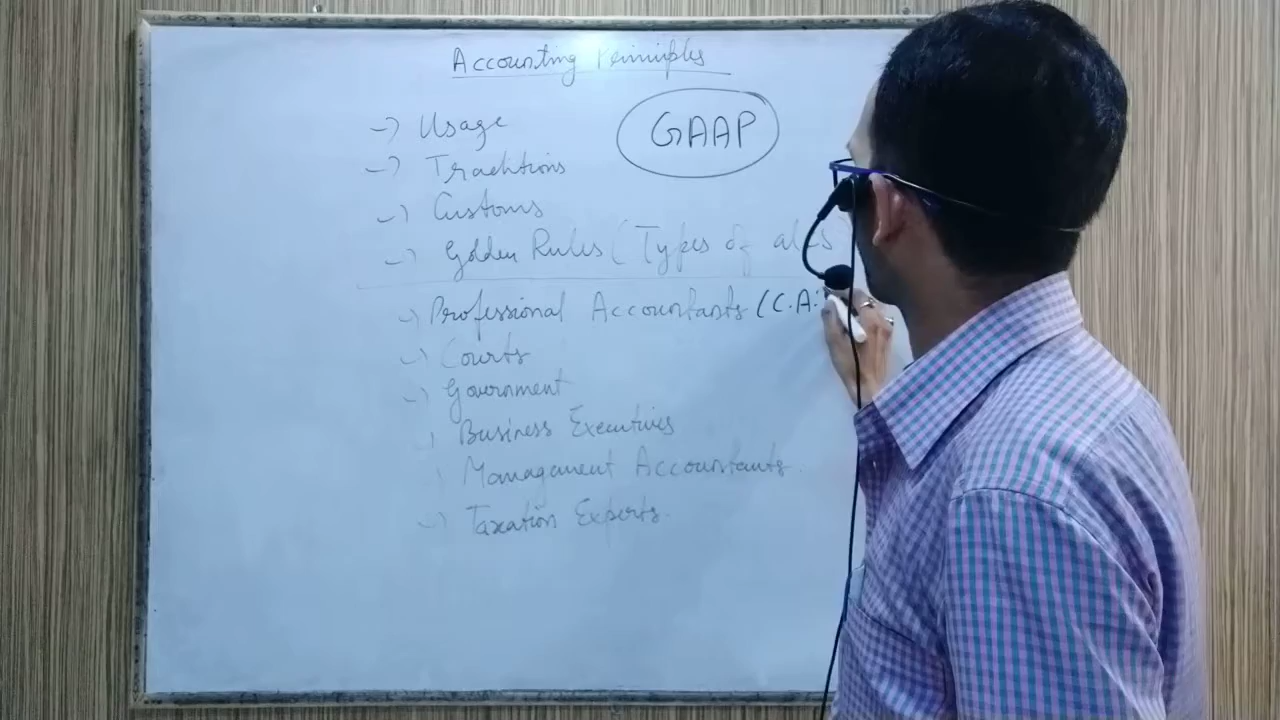 Accounting Principles
GAAP
-> Usage
-> Traditions
-> Customs
-> Golden Rules (Types of a/cs)
-> Professional Accountants (C.A.
-> Courts
-> Government
Business Executives
Management Accountants.
-> Taxation Experts.